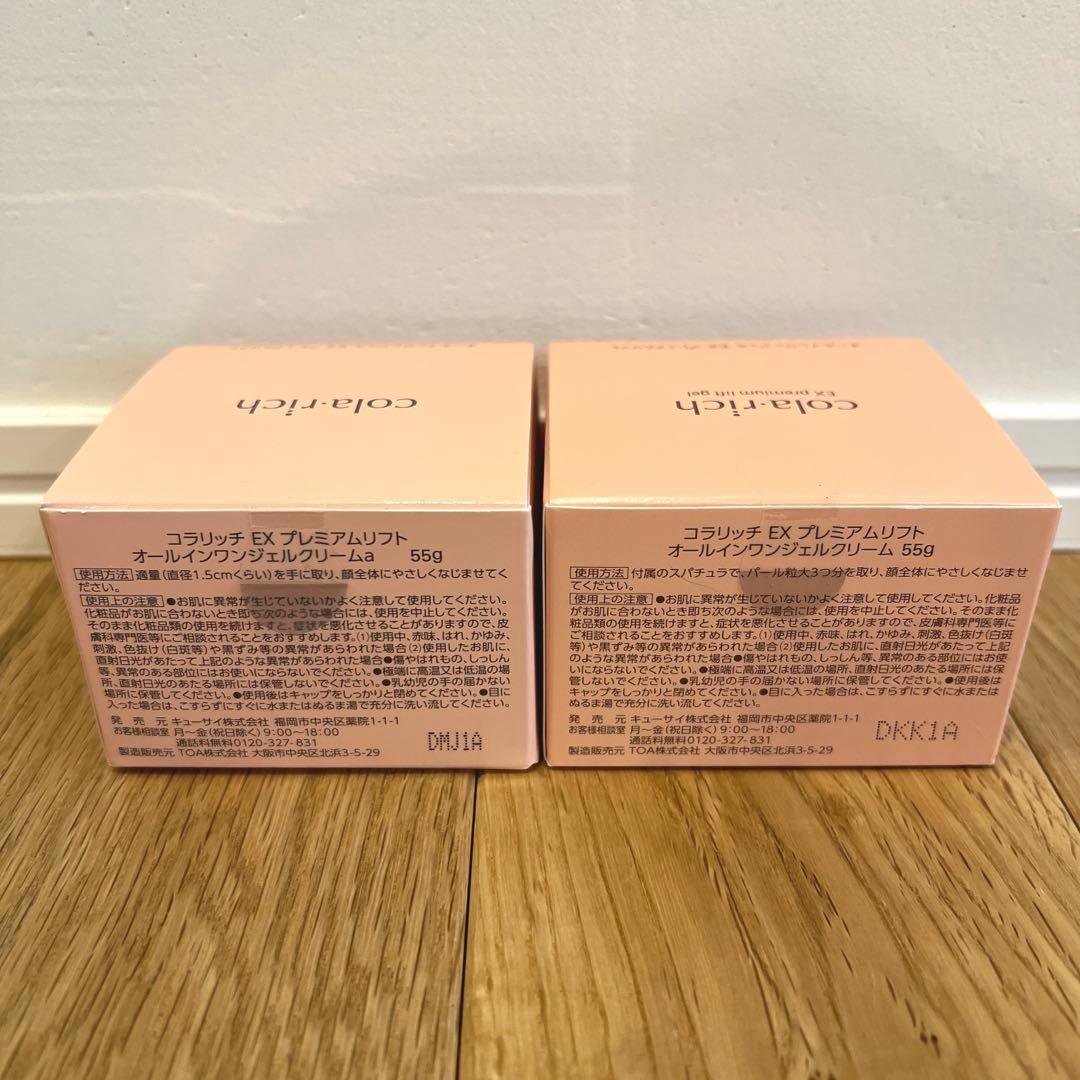 cola·rich
コラリッチ EX プレミアムリフト
オールインワンジェルクリームa 55g
使用方法 適量(直径1.5cmくらい)を手に取り、顔全体にやさしくなじませてく
ださい。
使用上の注意 ●お肌に異常が生じていないかよく注意して使用してください。
化粧品がお肌に合わないとき即ち次のような場合には、使用を中止してください。
そのまま化粧品類の使用を続けますと、症状を悪化させることがありますので、皮
膚科専門医等にご相談されることをおすすめします。(1)使用中、赤味、はれ、かゆみ、
刺激、色抜け(白斑等)や黒ずみ等の異常があらわれた場合(2)使用したお肌に、
直射日光があたって上記のような異常があらわれた場合●傷やはれもの、しっしん
等、異常のある部位にはお使いにならないでください。●極端に高温又は低温の場
所、直射日光のあたる場所には保管しないでください。●乳幼児の手の届かない
場所に保管してください。●使用後はキャップをしっかりと閉めてください。●目に
入った場合は、こすらずにすぐに水またはぬるま湯で充分に洗い流してください。
発 売 元 キューサイ株式会社 福岡市中央区薬院1-1-1
お客様相談室 月~金(祝日除く)9:00~18:00
通話料無料0120-327-831
製造販売元 TOA株式会社 大阪市中央区北浜3-5-29
DMJ1A
cola·rich
EX premium lift gel
コラリッチ EX プレミアムリフト
オールインワンジェルクリーム 55g
使用方法 付属のスパチュラで、パール粒大3つ分を取り、顔全体にやさしくなじませ
てください。
使用上の注意 ●お肌に異常が生じていないかよく注意して使用してください。化粧品
がお肌に合わないとき即ち次のような場合には、使用を中止してください。そのまま化
粧品類の使用を続けますと、症状を悪化させることがありますので、皮膚科専門医等に
ご相談されることをおすすめします。(1)使用中、赤味、はれ、かゆみ、刺激、色抜け(白斑
等)や黒ずみ等の異常があらわれた場合(2)使用したお肌に、直射日光があたって上記
のような異常があらわれた場合●傷やはれもの、しっしん等、異常のある部位にはお使
いにならないでください。●極端に高温又は低温の場所、直射日光のあたる場所には保
管しないでください。●乳幼児の手の届かない場所に保管してください。●使用後は
キャップをしっかりと閉めてください。●目に入った場合は、こすらずにすぐに水または
ぬるま湯で充分に洗い流してください。
発 売 元 キューサイ株式会社 福岡市中央区薬院1-1-1
お客様相談室 月~金(祝日除く)9:00~18:00
通話料無料0120-327-831
製造販売元 TOA株式会社 大阪市中央区北浜3-5-29
DKK1A